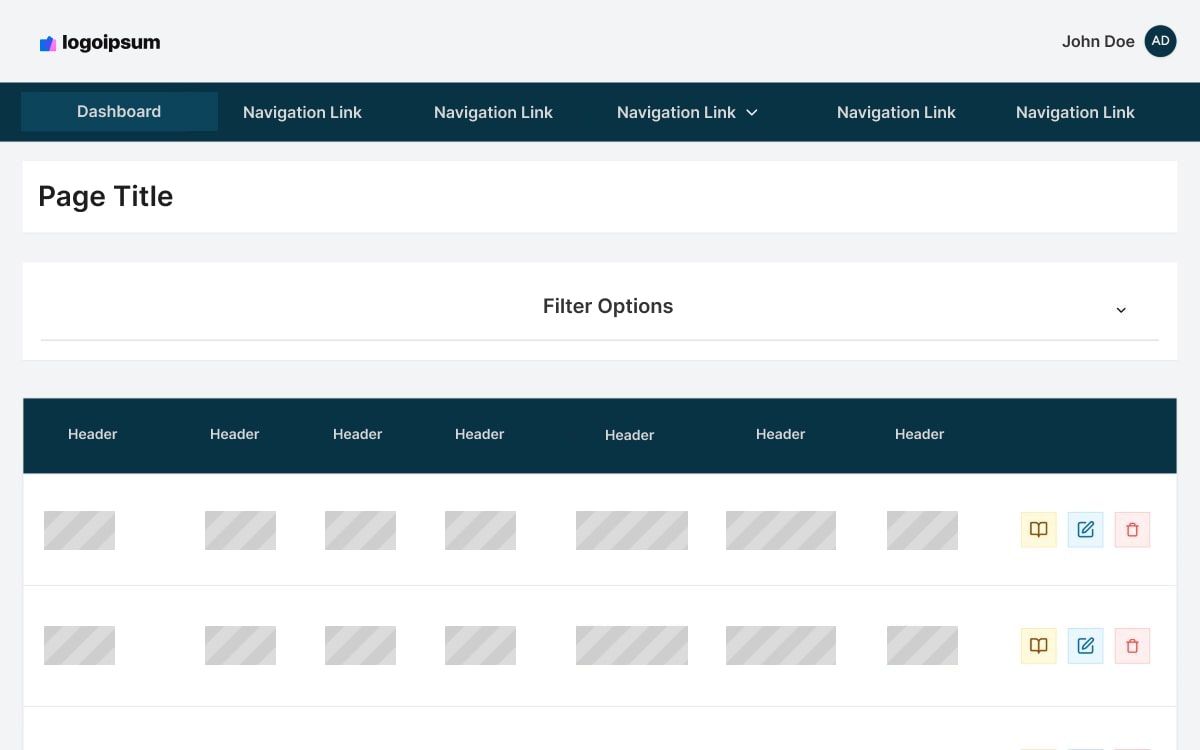 logoipsum
John Doe AD
Dashboard Navigation Link Navigation Link Navigation Link Navigation Link Navigation Link
Page Title
Filter Options
Header Header Header Header Header Header Header